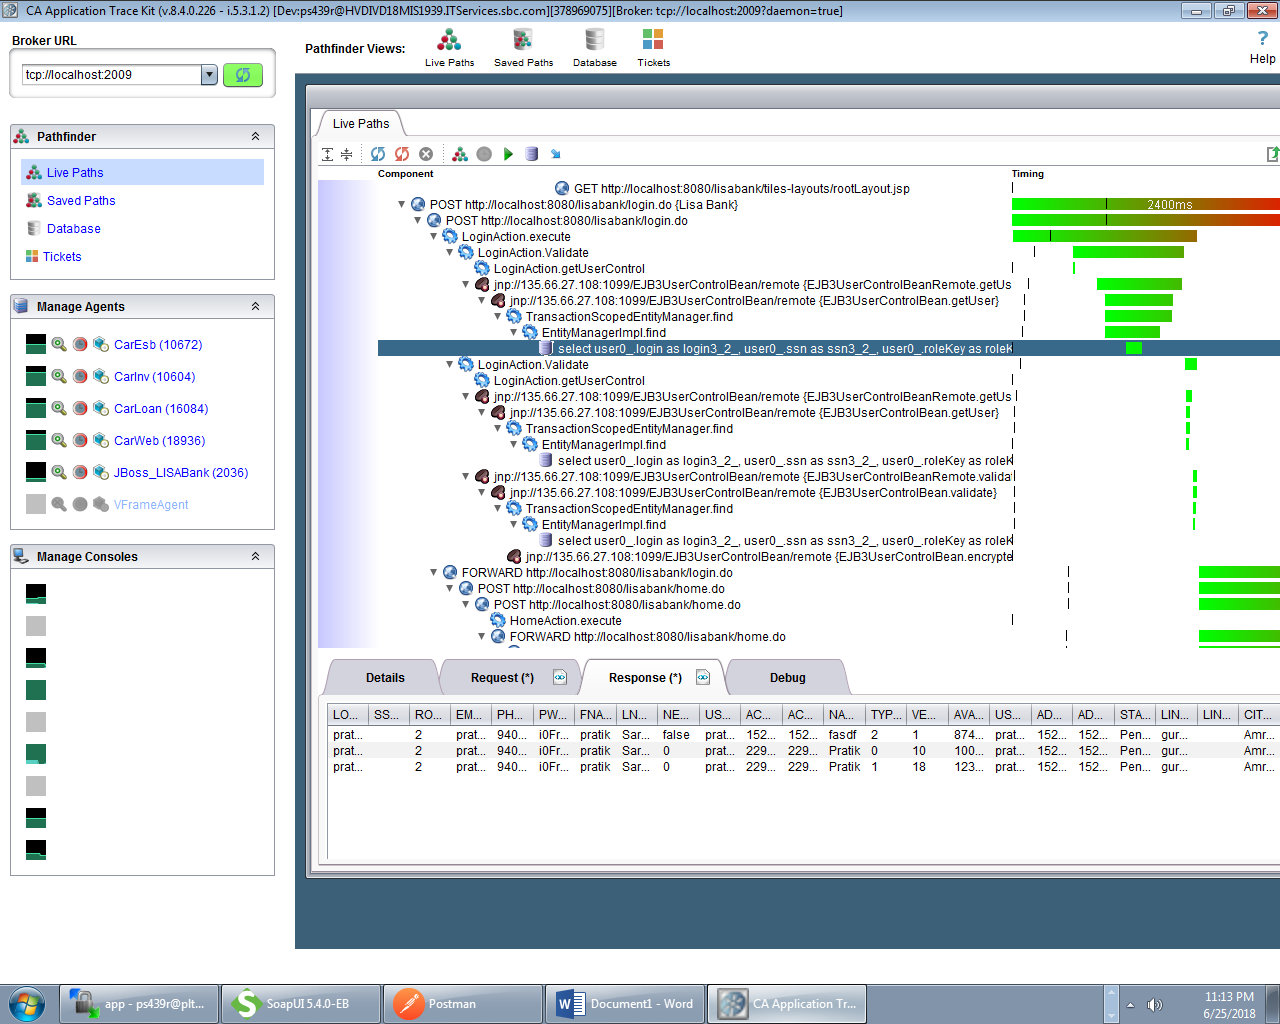 CA Application Trace Kit (v.8.4.0.226 - i.5.3.1.2) [Dev:ps439r@HVDIVD18MIS1939.ITServices.sbc.com][378969075][Broker: tcp://localhost:2009?daemon=true]
Broker URL
tcp://localhost:2009
Pathfinder Views:
Live Paths
Saved Paths
Database
Tickets
Help
Pathfinder
Live Paths
Saved Paths
Database
Tickets
Manage Agents
CarEsb (10672)
CarInv (10604)
CarLoan (16084)
CarWeb (18936)
JBoss_LISABank (2036)
VFrameAgent
Manage Consoles
Live Paths
Component Timing
GET http://localhost:8080/lisabank/tiles-layouts/rootLayout.jsp
POST http://localhost:8080/lisabank/login.do {Lisa Bank} 2400ms
POST http://localhost:8080/lisabank/login.do
LoginAction.execute
LoginAction.Validate
LoginAction.getUserControl
jnp://135.66.27.108:1099/EJB3UserControlBean/remote {EJB3UserControlBeanRemote.getUs
jnp://135.66.27.108:1099/EJB3UserControlBean/remote {EJB3UserControlBean.getUser}
TransactionScopedEntityManager.find
EntityManagerImpl.find
select user0_.login as login3_2_, user0_.ssn as ssn3_2_, user0_.roleKey as roleK
LoginAction.Validate
LoginAction.getUserControl
jnp://135.66.27.108:1099/EJB3UserControlBean/remote {EJB3UserControlBeanRemote.getUs
jnp://135.66.27.108:1099/EJB3UserControlBean/remote {EJB3UserControlBean.getUser}
TransactionScopedEntityManager.find
EntityManagerImpl.find
select user0_.login as login3_2_, user0_.ssn as ssn3_2_, user0_.roleKey as roleK
jnp://135.66.27.108:1099/EJB3UserControlBean/remote {EJB3UserControlBeanRemote.valida
jnp://135.66.27.108:1099/EJB3UserControlBean/remote {EJB3UserControlBean.validate}
TransactionScopedEntityManager.find
EntityManagerImpl.find
select user0_.login as login3_2_, user0_.ssn as ssn3_2_, user0_.roleKey as roleK
jnp://135.66.27.108:1099/EJB3UserControlBean/remote {EJB3UserControlBean.encrypte
FORWARD http://localhost:8080/lisabank/login.do
POST http://localhost:8080/lisabank/home.do
POST http://localhost:8080/lisabank/home.do
HomeAction.execute
FORWARD http://localhost:8080/lisabank/home.do
Details Request (*) Response (*) Debug
LO... SS... RO... EM... PH... PW... FNA... LN... NE... US... AC... AC... NA... TYP... VE... AVA... US... AD... AD... STA... LIN... LIN... CIT...
prat... 2 prat... 940... i0Fr... pratik Sar... false prat... 152... 152... fasdf 2 1 874... prat... 152... 152... Pen... gur... Amr...
prat... 2 prat... 940... i0Fr... pratik Sar... 0 prat... 229... 229... Pratik 0 10 100... prat... 152... 152... Pen... gur... Amr...
prat... 2 prat... 940... i0Fr... pratik Sar... 0 prat... 229... 229... Pratik 1 18 123... prat... 152... 152... Pen... gur... Amr...
app - ps439r@plt...
SoapUI 5.4.0-EB
Postman
Document1 - Word
CA Application Tr...
11:13 PM
6/25/2018